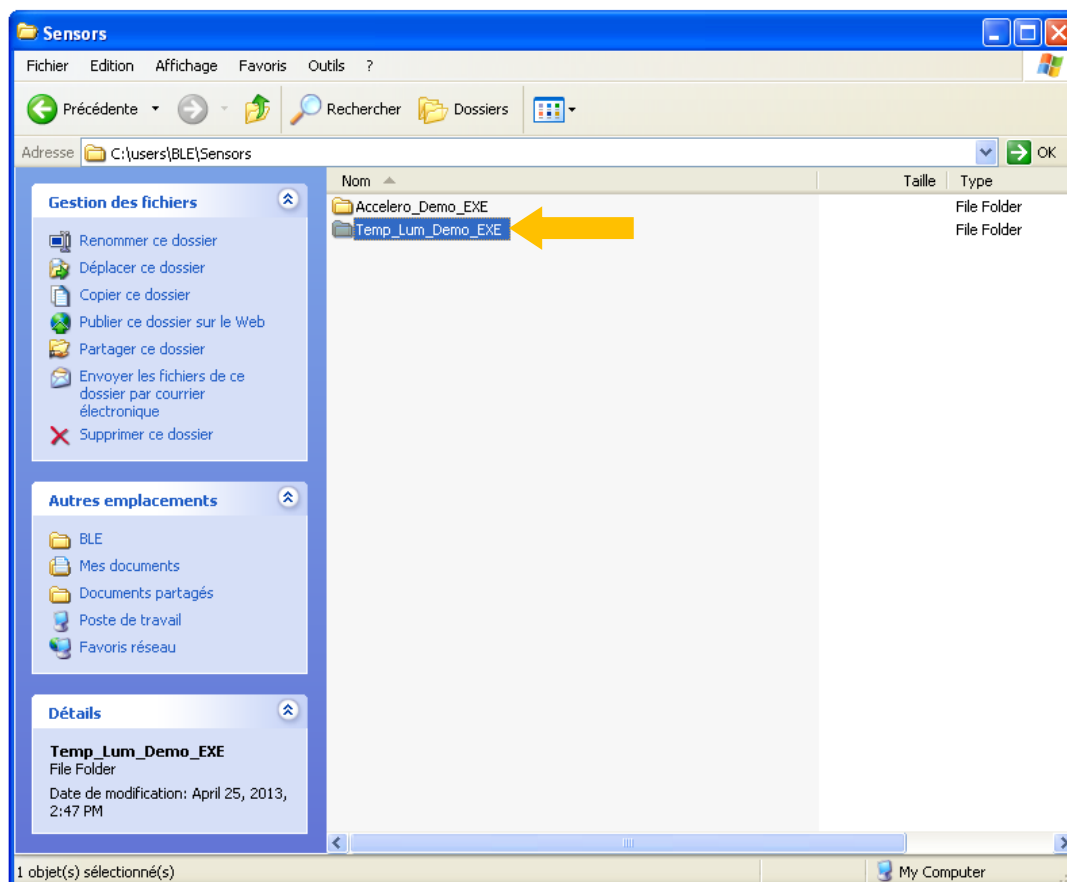 Sensors
Fichier Edition Affichage Favoris Outils ?
Précédente Rechercher Dossiers
Adresse C:\users\BLE\Sensors OK
Nom Taille Type
Gestion des fichiers
Renommer ce dossier
Déplacer ce dossier
Copier ce dossier
Publier ce dossier sur le Web
Partager ce dossier
Envoyer les fichiers de ce
dossier par courrier
électronique
Supprimer ce dossier
Autres emplacements
BLE
Mes documents
Documents partagés
Poste de travail
Favoris réseau
Détails
Temp_Lum_Demo_EXE
File Folder
Date de modification: April 25, 2013,
2:47 PM
Accelero_Demo_EXE File Folder
Temp_Lum_Demo_EXE File Folder
1 objet(s) sélectionné(s) My Computer